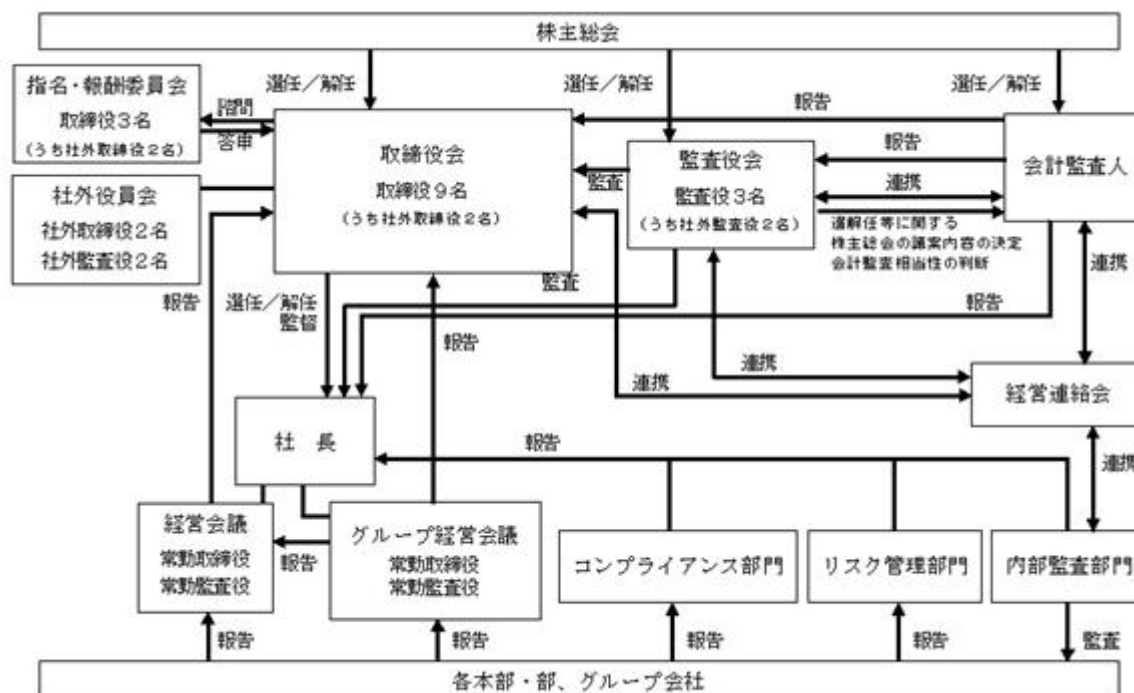 株主総会
選任／解任
選任／解任
選任／解任
指名・報酬委員会
取締役３名
（うち社外取締役２名）
諮問
答申
取締役会
取締役９名
（うち社外取締役２名）
報告
監査
監査役会
監査役３名
（うち社外監査役２名）
報告
連携
選解任等に関する
株主総会の議案内容の決定
会計監査相当性の判断
会計監査人
社外役員会
社外取締役２名
社外監査役２名
報告
選任／解任
監督
報告
監査
連携
連携
報告
連携
経営連絡会
社　長
報告
連携
経営会議
常勤取締役
常勤監査役
報告
グループ経営会議
常勤取締役
常勤監査役
コンプライアンス部門
リスク管理部門
内部監査部門
報告
報告
報告
報告
監査
各本部・部、グループ会社